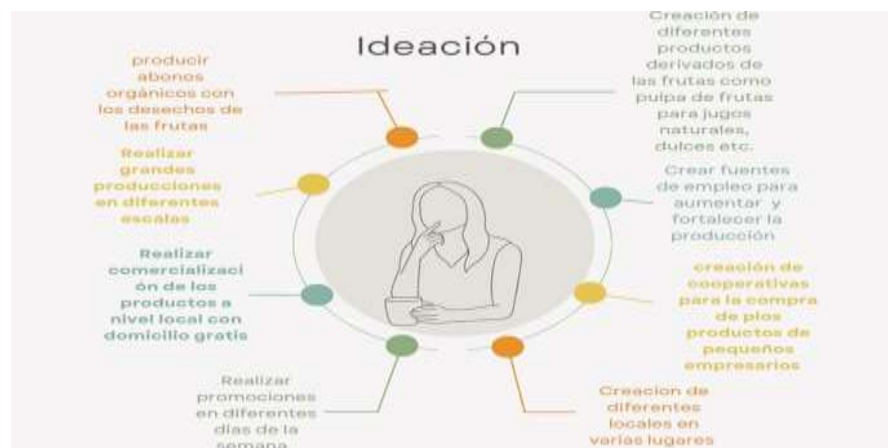 Ideación
producir
abonos
orgánicos con
los desechos de
las frutas
Realizar
grandes
producciones
en diferentes
escalas
Realizar
comercializaci
ón de los
productos a
nivel local con
domicilio gratis
Realizar
promociones
en diferentes
días de la
semana
Creación de
diferentes
productos
derivados de
las frutas como
pulpa de frutas
para jugos
naturales,
dulces etc.
Crear fuentes
de empleo para
aumentar y
fortalecer la
producción
creación de
cooperativas
para la compra
de plos
productos de
pequeños
empresarios
Creacion de
diferentes
locales en
varias lugares